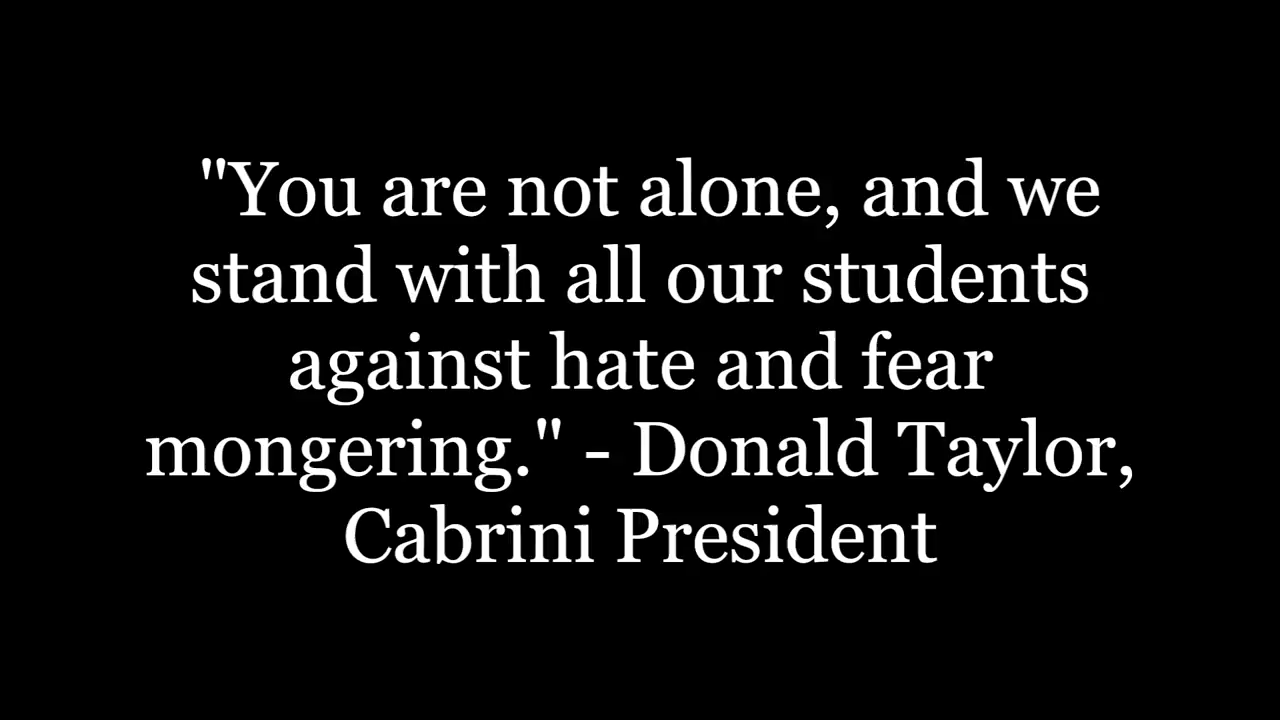 "You are not alone, and we
stand with all our students
against hate and fear
mongering." - Donald Taylor,
Cabrini President